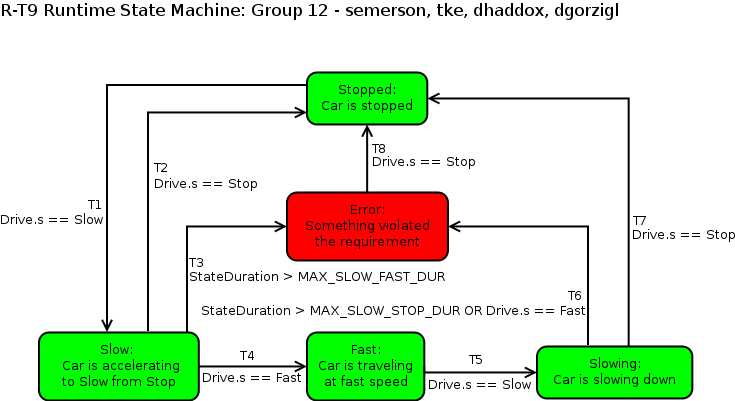 R-T9 Runtime State Machine: Group 12 - semerson, tke, dhaddox, dgorzigl
Stopped:
Car is stopped
T8
Drive.s == Stop
T2
Drive.s == Stop
T1
Drive.s == Slow
Error:
Something violated
the requirement
T7
Drive.s == Stop
T3
StateDuration > MAX_SLOW_FAST_DUR
T6
StateDuration > MAX_SLOW_STOP_DUR OR Drive.s == Fast
Slow:
Car is accelerating
to Slow from Stop
T4
Drive.s == Fast
Fast:
Car is traveling
at fast speed
T5
Drive.s == Slow
Slowing:
Car is slowing down